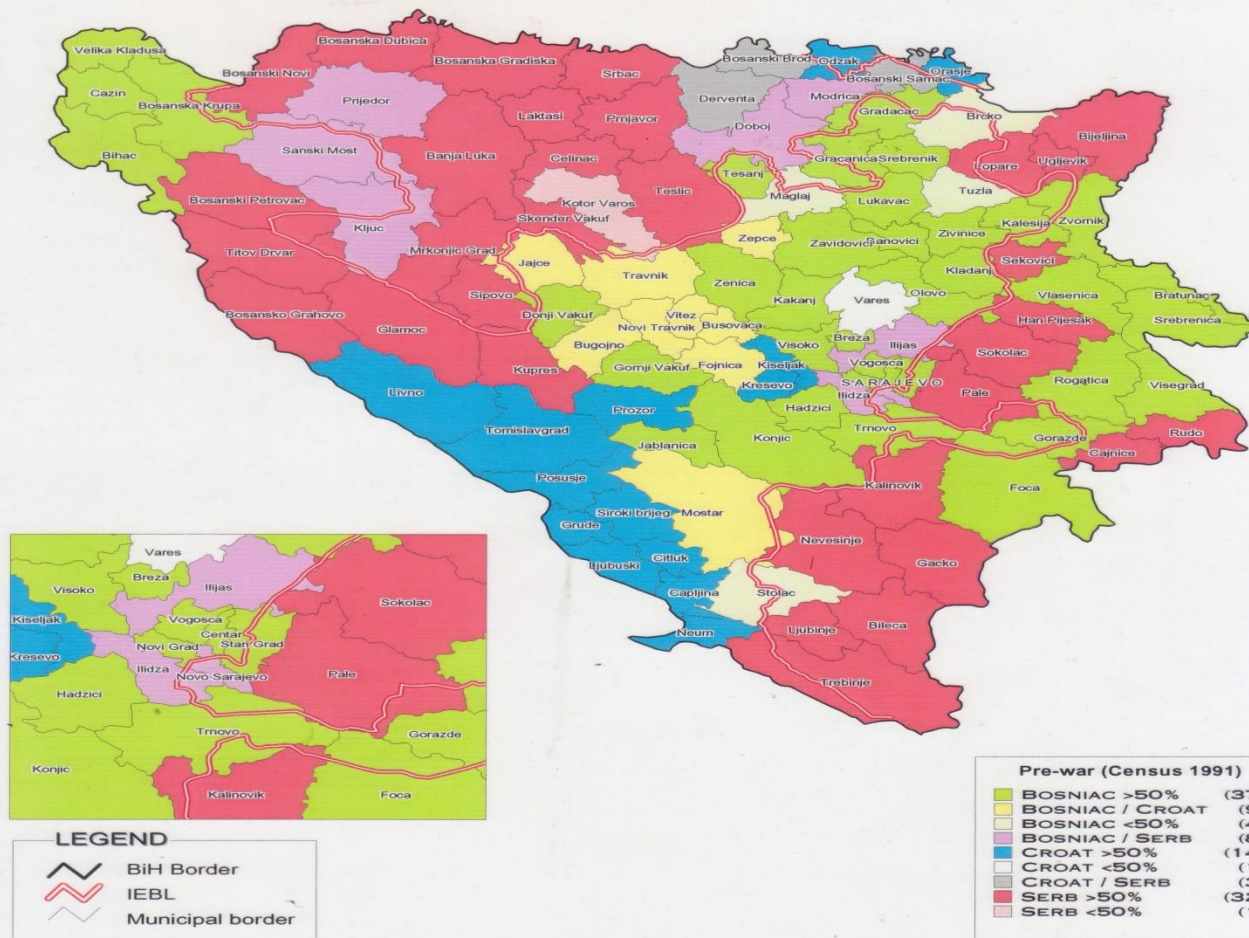 Velika Kladusa
Cazin
Bihac
Bosanska Krupa
Bosanski Novi
Bosanska Dubica
Bosanska Gradiska
Srbac
Prijedor
Sanski Most
Laktasi
Prnjavor
Banja Luka
Celinac
Bosanski Petrovac
Kljuc
Kotor Varos
Skender Vakuf
Teslic
Bosanski Brod
Odzak
Orasje
Bosanski Samac
Derventa
Modrica
Doboj
Gradacac
Brcko
Bijeljina
Lopare
Ugljevik
Gracanica
Srebrenik
Tesanj
Maglaj
Lukavac
Tuzla
Titov Drvar
Mrkonjic Grad
Jajce
Zepce
Zavidovici
Banovici
Zivinice
Kalesija
Zvornik
Travnik
Zenica
Kladanj
Sekovici
Sipovo
Kakanj
Vares
Olovo
Vlasenica
Bratunac
Srebrenica
Bosansko Grahovo
Glamoc
Donji Vakuf
Vitez
Novi Travnik
Busovaca
Bugojno
Visoko
Breza
Ilijas
Han Pijesak
Vogosca
Sokolac
Kupres
Gornji Vakuf
Fojnica
Kiseljak
Kresevo
SARAJEVO
Ilidza
Pale
Rogatica
Visegrad
Livno
Prozor
Hadzici
Tomislavgrad
Jablanica
Konjic
Trnovo
Gorazde
Rudo
Cajnice
Posusje
Kalinovik
Foca
Siroki brijeg
Mostar
Grude
Nevesinje
Citluk
Ljubuski
Gacko
Capljina
Stolac
Neum
Ljubinje
Bileca
Trebinje
Vares
Visoko
Breza
Ilijas
Kiseljak
Vogosca
Sokolac
Centar
Kresevo
Novi Grad
Stari Grad
Ilidza
Novo Sarajevo
Pale
Hadzici
Trnovo
Gorazde
Konjic
Kalinovik
Foca
LEGEND
BiH Border
IEBL
Municipal border
Pre-war (Census 1991)
BOSNIAC >50%
BOSNIAC / CROAT
BOSNIAC <50%
BOSNIAC / SERB
CROAT >50%
CROAT <50%
CROAT / SERB
SERB >50%
SERB <50%